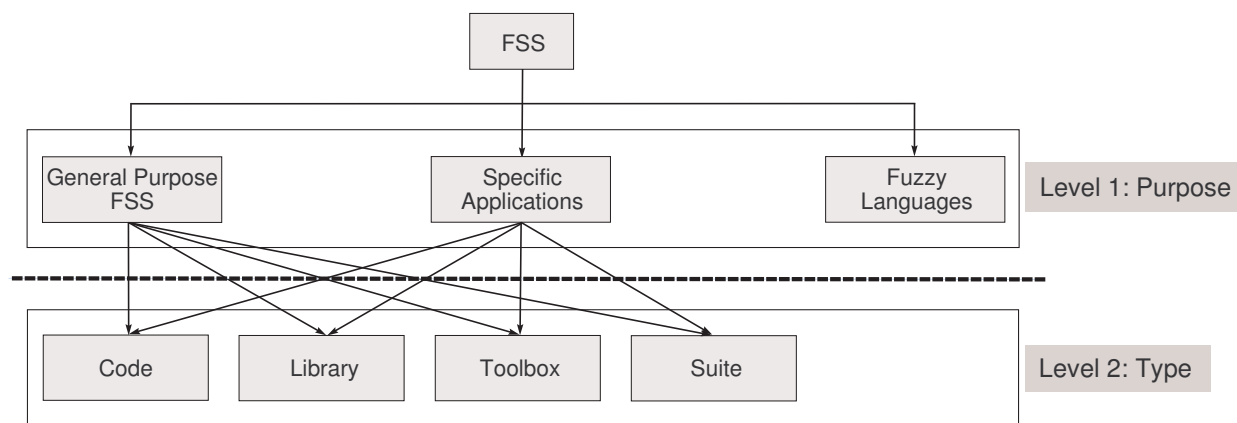 FSS
General Purpose
FSS
Specific
Applications
Fuzzy
Languages
Level 1: Purpose
Code
Library
Toolbox
Suite
Level 2: Type